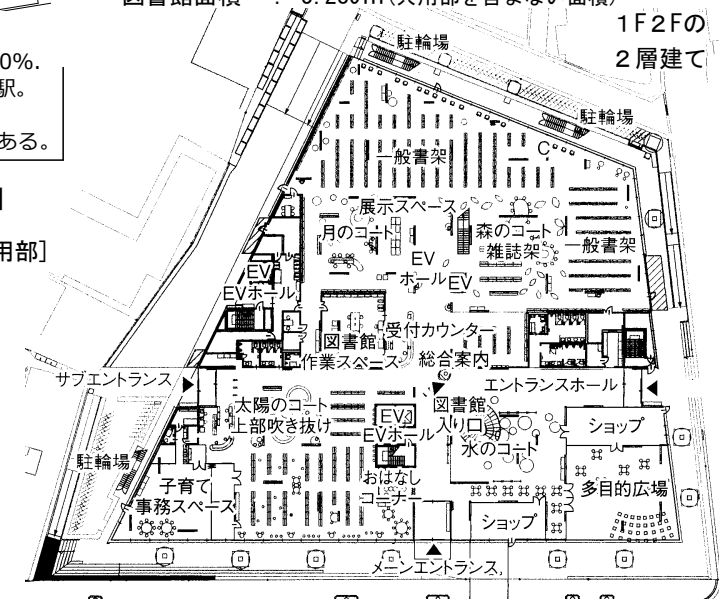 図書館面積 : 5.260m²(共用部を含まない面積)
1F2Fの
2層建て
0%.
駅。
ある。
]
用部]
駐輪場
駐輪場
一般書架
C
展示スペース
月のコート
森のコート
雑誌架
一般書架
EV
ホール
EV
EV
EVホール
図書館
作業スペース
受付カウンター
総合案内
サブエントランス
エントランスホール
太陽のコート
上部吹き抜け
EV
EVホール
図書館
入り口
水のコート
ショップ
駐輪場
子育て
事務スペース
おはなし
コーナー
多目的広場
ショップ
メーンエントランス